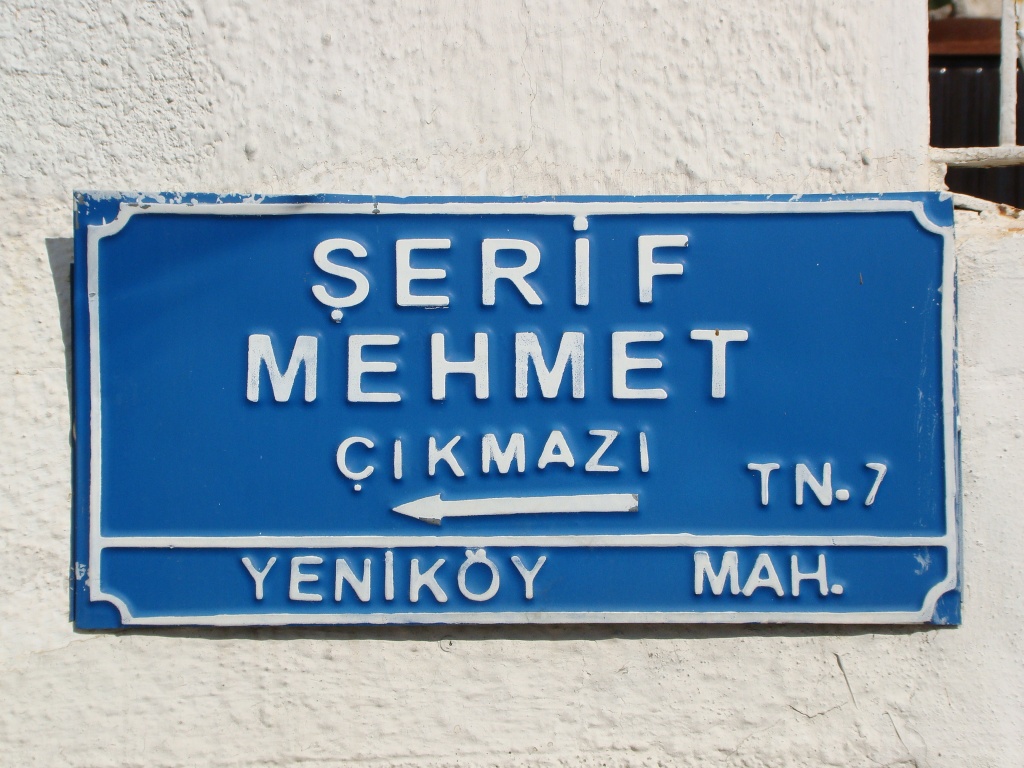 ŞERİF
MEHMET
ÇIKMAZI
TN.7
YENİKÖY MAH.